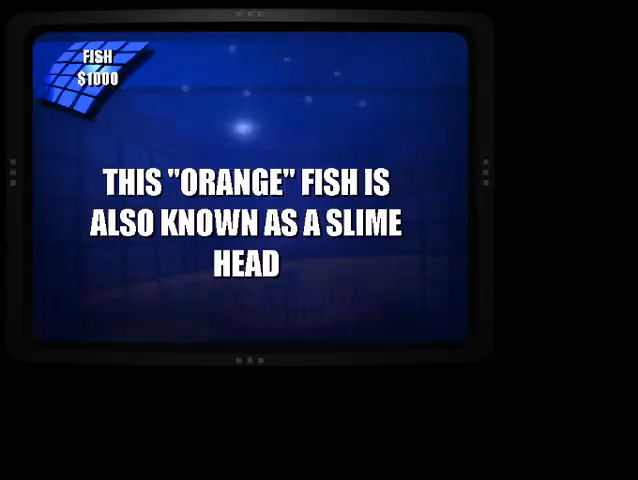 FISH
$1000
THIS "ORANGE" FISH IS
ALSO KNOWN AS A SLIME
HEAD